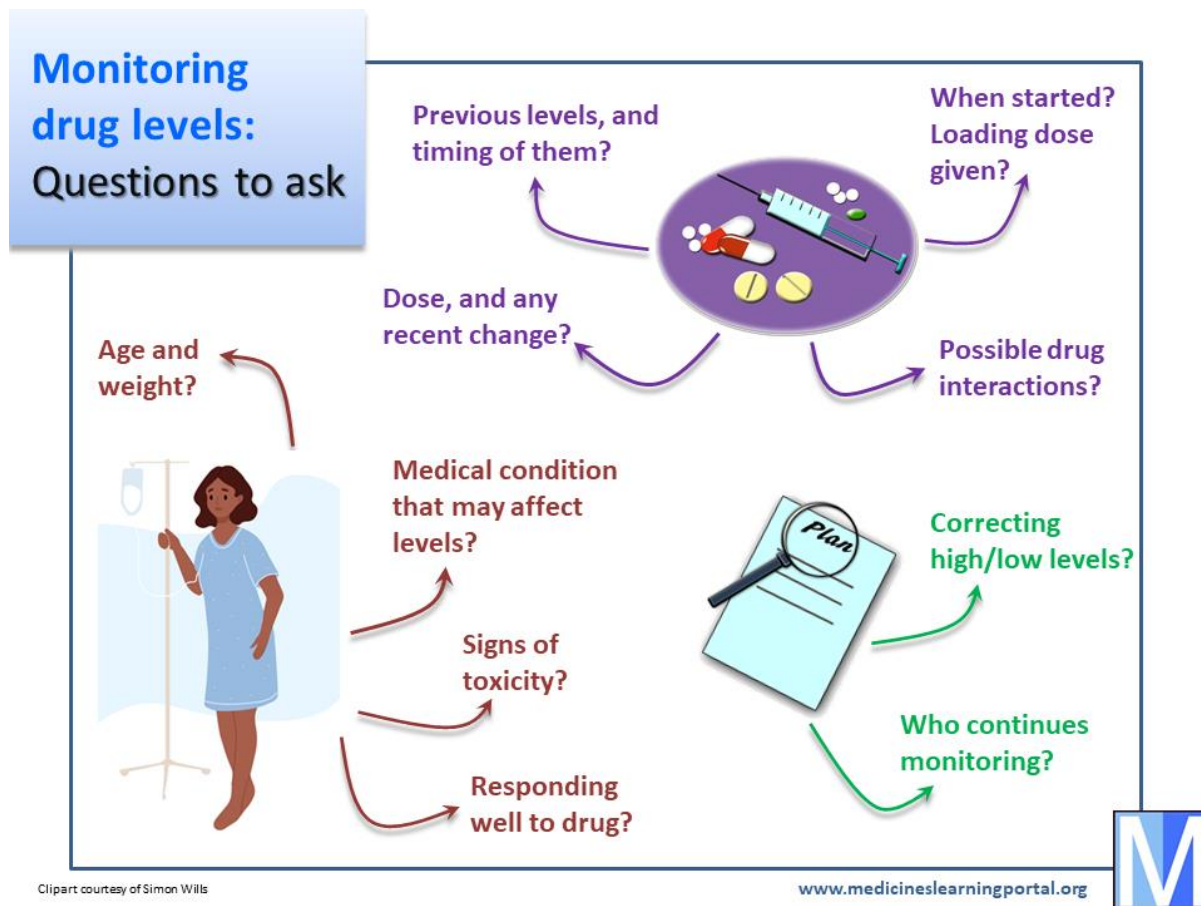 Monitoring
drug levels:
Questions to ask
Previous levels, and
timing of them?
When started?
Loading dose
given?
Dose, and any
recent change?
Possible drug
interactions?
Age and
weight?
Medical condition
that may affect
levels?
Signs of
toxicity?
Responding
well to drug?
Plan
Correcting
high/low levels?
Who continues
monitoring?
Clipart courtesy of Simon Wills
www.medicineslearningportal.org
M